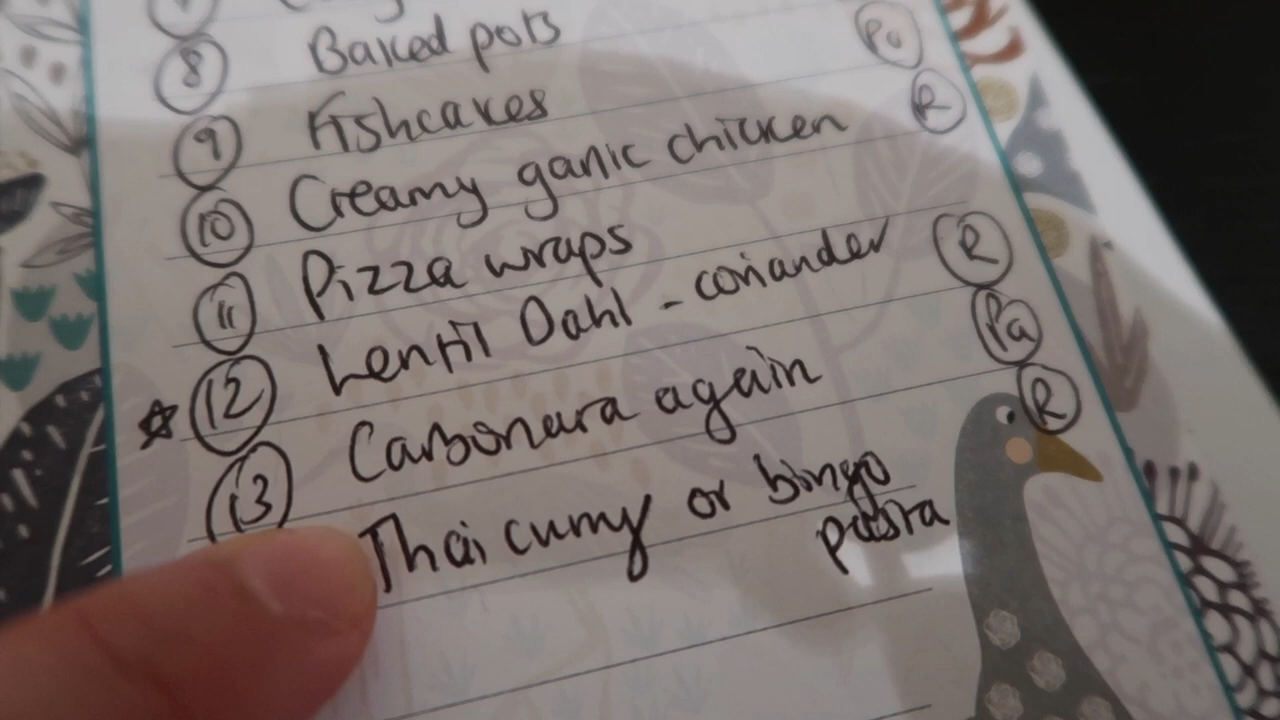 8 Baked pots
9 Fishcakes Po
10 Creamy ganic chicken R
11 Pizza wraps
12 Lentil Dahl - coriander R
13 Carbonara again Pa
Thai curry or bingo R
pasta